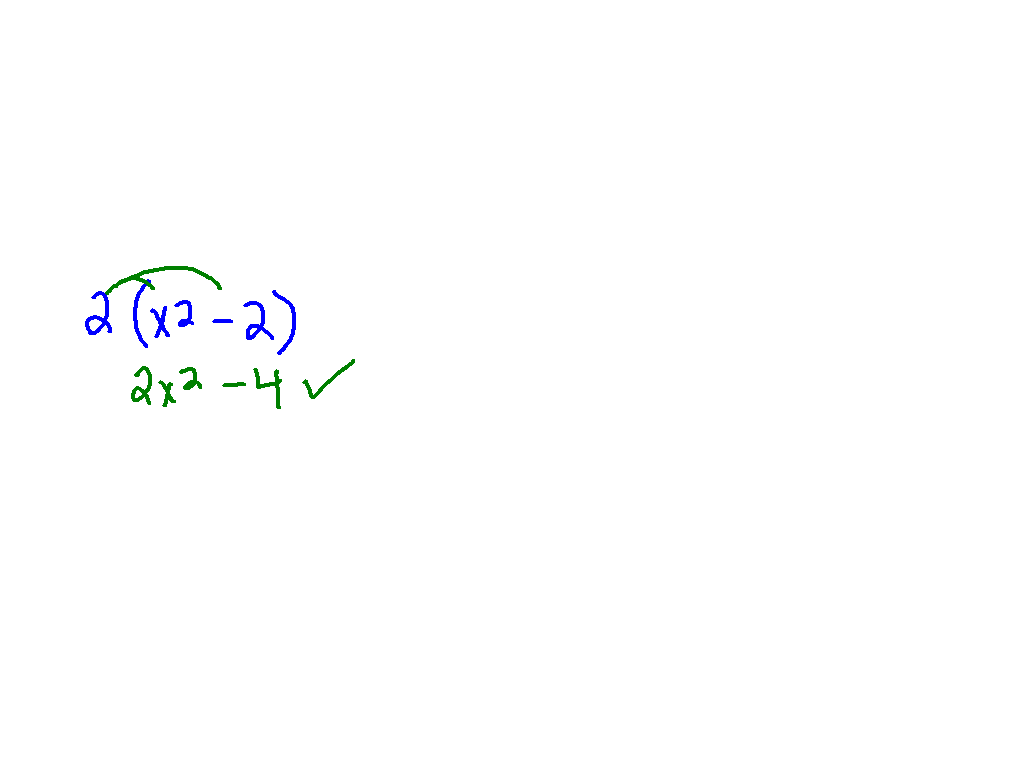 2(x² - 2)
2x² - 4 ✓